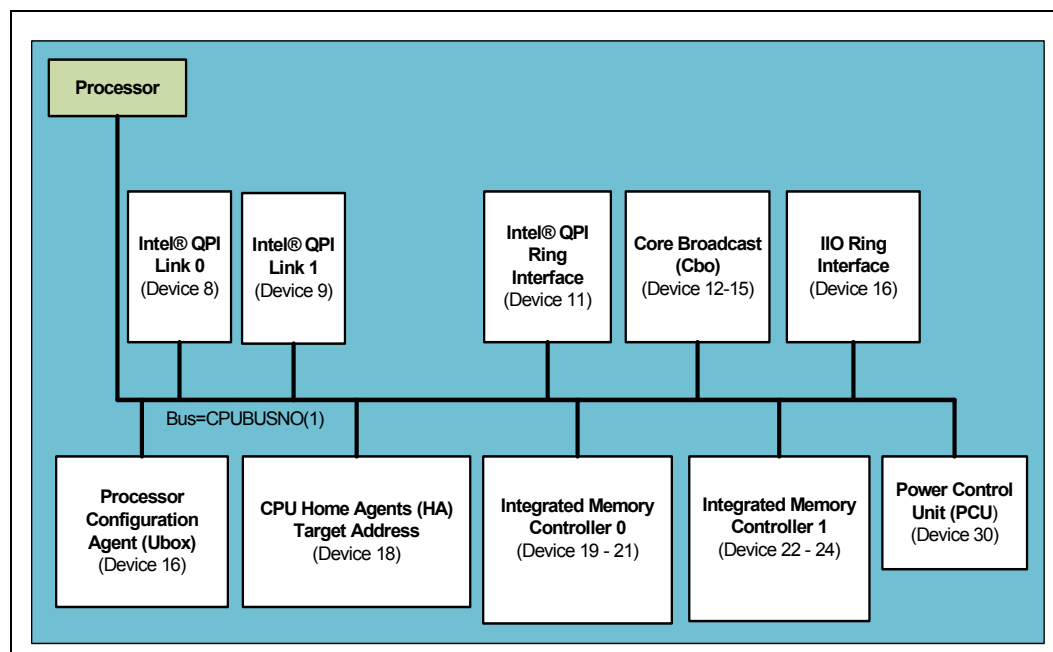 Processor
Intel® QPI
Link 0
(Device 8)
Intel® QPI
Link 1
(Device 9)
Intel® QPI
Ring
Interface
(Device 11)
Core Broadcast
(Cbo)
(Device 12-15)
IIO Ring
Interface
(Device 16)
Bus=CPUBUSNO(1)
Processor
Configuration
Agent (Ubox)
(Device 16)
CPU Home Agents (HA)
Target Address
(Device 18)
Integrated Memory
Controller 0
(Device 19 - 21)
Integrated Memory
Controller 1
(Device 22 - 24)
Power Control
Unit (PCU)
(Device 30)